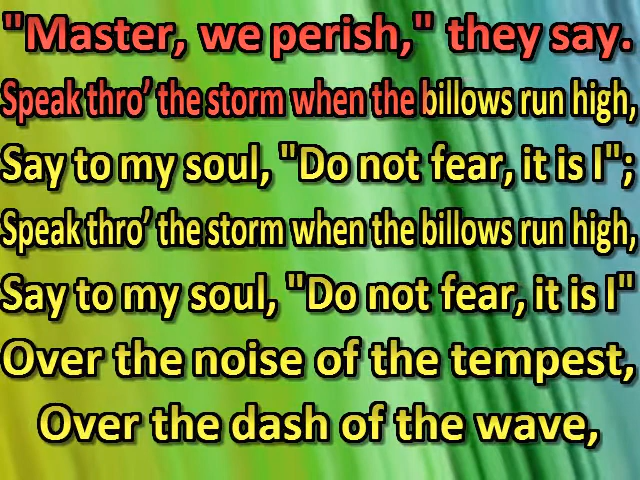 "Master, we perish," they say.
Speak thro’ the storm when the billows run high,
Say to my soul, "Do not fear, it is I";
Speak thro’ the storm when the billows run high,
Say to my soul, "Do not fear, it is I"
Over the noise of the tempest,
Over the dash of the wave,